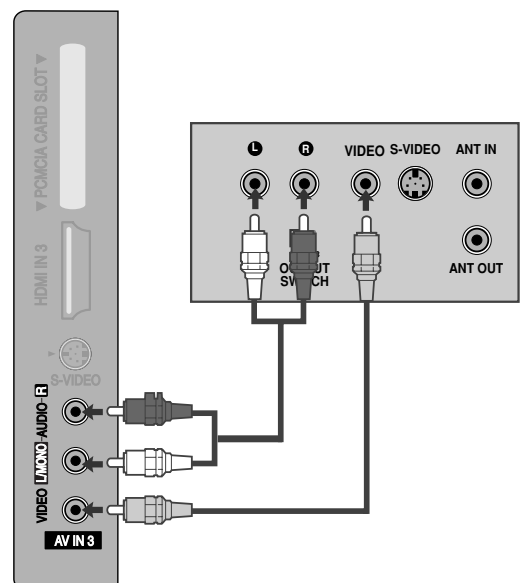 ▼ PCMCIA CARD SLOT ▼
HDMI IN 3
S-VIDEO
VIDEO L/MONO-AUDIO-R
AV IN 3
L R VIDEO S-VIDEO ANT IN
ANT OUT
SWITCH